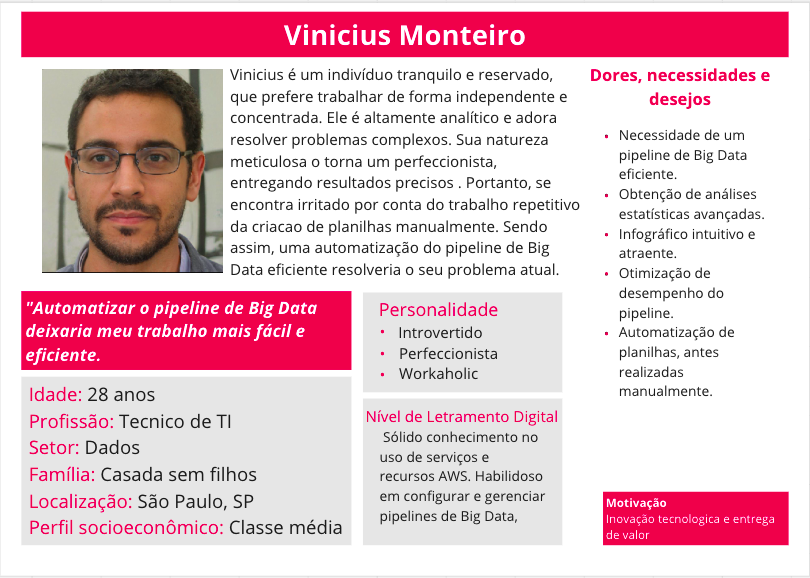 Vinicius Monteiro
Vinicius é um indivíduo tranquilo e reservado,
que prefere trabalhar de forma independente e
concentrada. Ele é altamente analítico e adora
resolver problemas complexos. Sua natureza
meticulosa o torna um perfeccionista,
entregando resultados precisos . Portanto, se
encontra irritado por conta do trabalho repetitivo
da criacao de planilhas manualmente. Sendo
assim, uma automatização do pipeline de Big
Data eficiente resolveria o seu problema atual.
Dores, necessidades e
desejos
• Necessidade de um
pipeline de Big Data
eficiente.
• Obtenção de análises
estatísticas avançadas.
• Infográfico intuitivo e
atraente.
• Otimização de
desempenho do
pipeline.
• Automatização de
planilhas, antes
realizadas
manualmente.
"Automatizar o pipeline de Big Data
deixaria meu trabalho mais fácil e
eficiente.
Idade: 28 anos
Profissão: Tecnico de TI
Setor: Dados
Família: Casada sem filhos
Localização: São Paulo, SP
Perfil socioeconômico: Classe média
Personalidade
• Introvertido
• Perfeccionista
• Workaholic
Nível de Letramento Digital
Sólido conhecimento no
uso de serviços e
recursos AWS. Habilidoso
em configurar e gerenciar
pipelines de Big Data,
Motivação
Inovação tecnologica e entrega
de valor